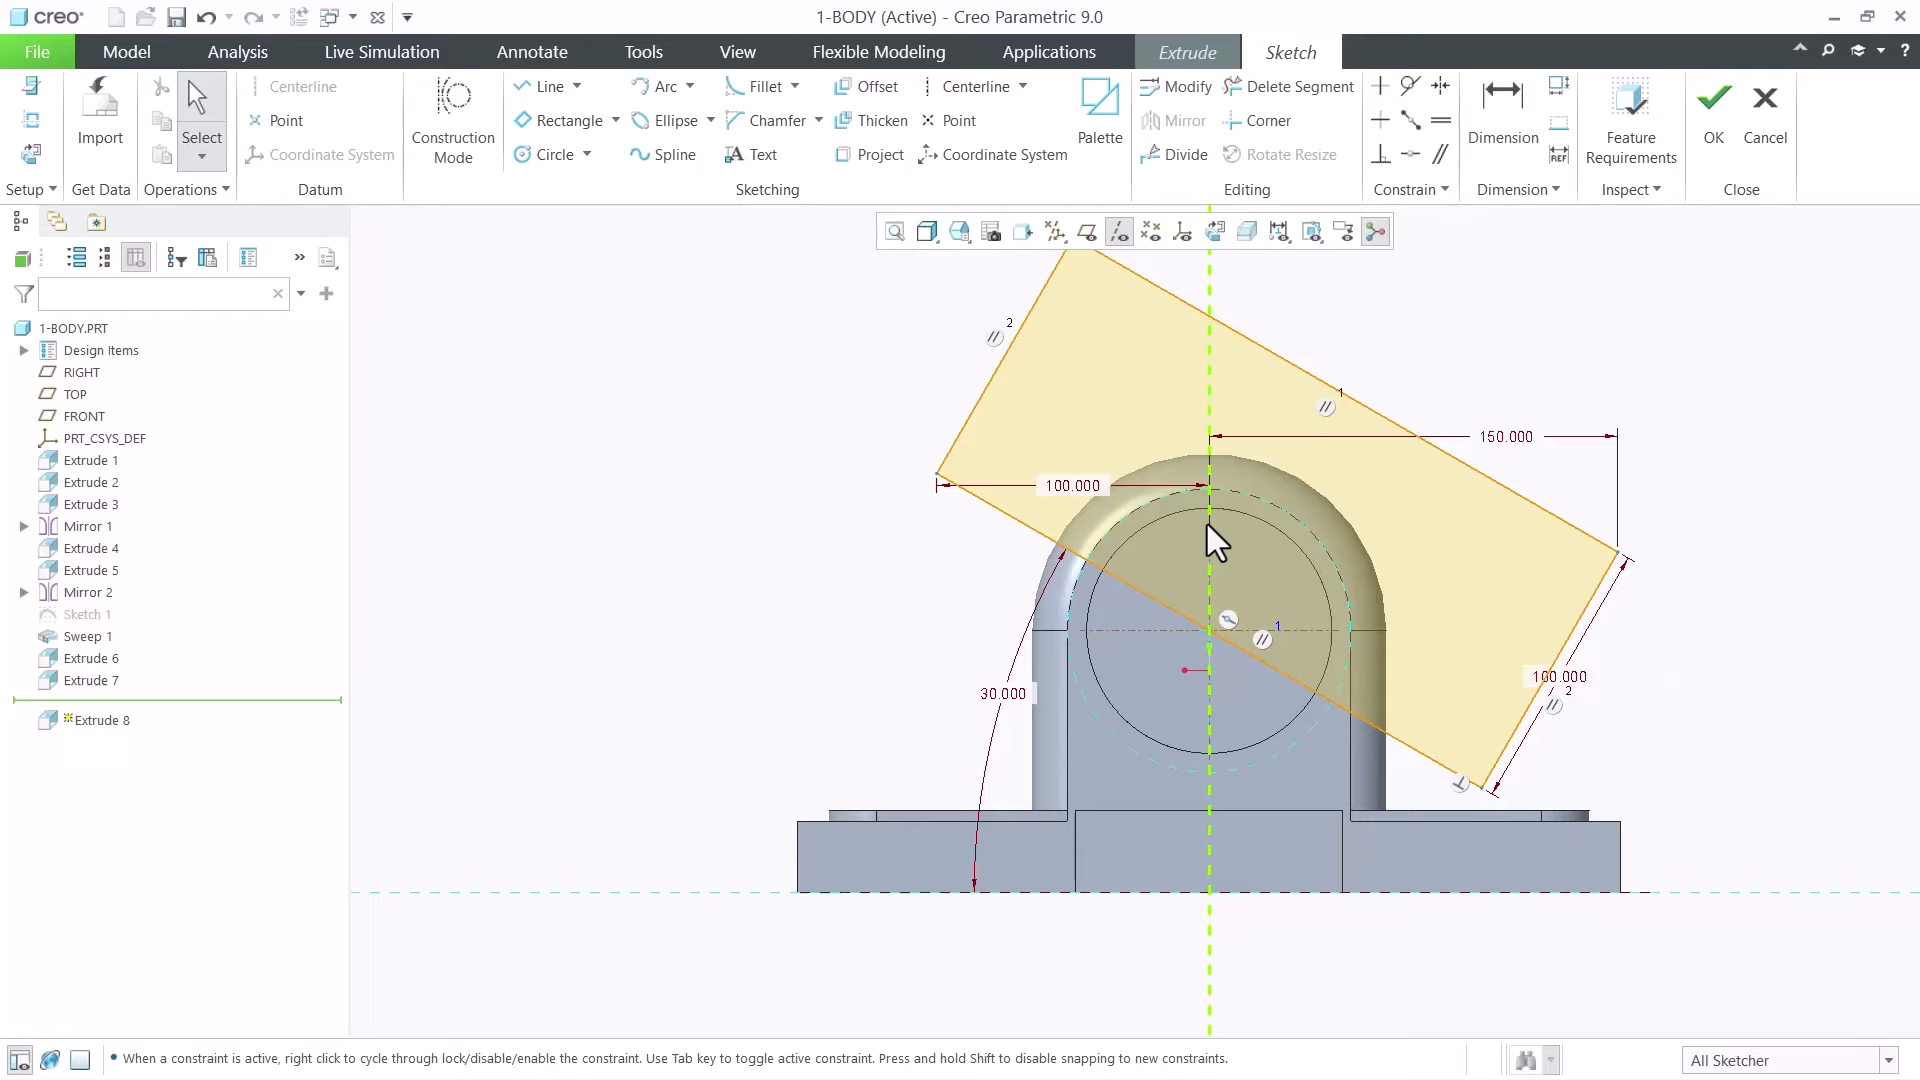 creo®
1-BODY (Active) - Creo Parametric 9.0
File Model Analysis Live Simulation Annotate Tools View Flexible Modeling Applications Extrude Sketch
Import
Select
Centerline
Point
Coordinate System
Construction
Mode
Line
Rectangle
Circle
Arc
Ellipse
Spline
Fillet
Chamfer
Text
Offset
Thicken
Project
Centerline
Point
Coordinate System
Palette
Modify
Mirror
Divide
Delete Segment
Corner
Rotate Resize
Dimension
REF
Feature
Requirements
OK
Cancel
Setup
Get Data
Operations
Datum
Sketching
Editing
Constrain
Dimension
Inspect
Close
1-BODY.PRT
Design Items
RIGHT
TOP
FRONT
PRT_CSYS_DEF
Extrude 1
Extrude 2
Extrude 3
Mirror 1
Extrude 4
Extrude 5
Mirror 2
Sketch 1
Sweep 1
Extrude 6
Extrude 7
Extrude 8
2
1
150.000
100.000
1
30.000
100.000
2
When a constraint is active, right click to cycle through lock/disable/enable the constraint. Use Tab key to toggle active constraint. Press and hold Shift to disable snapping to new constraints.
All Sketcher